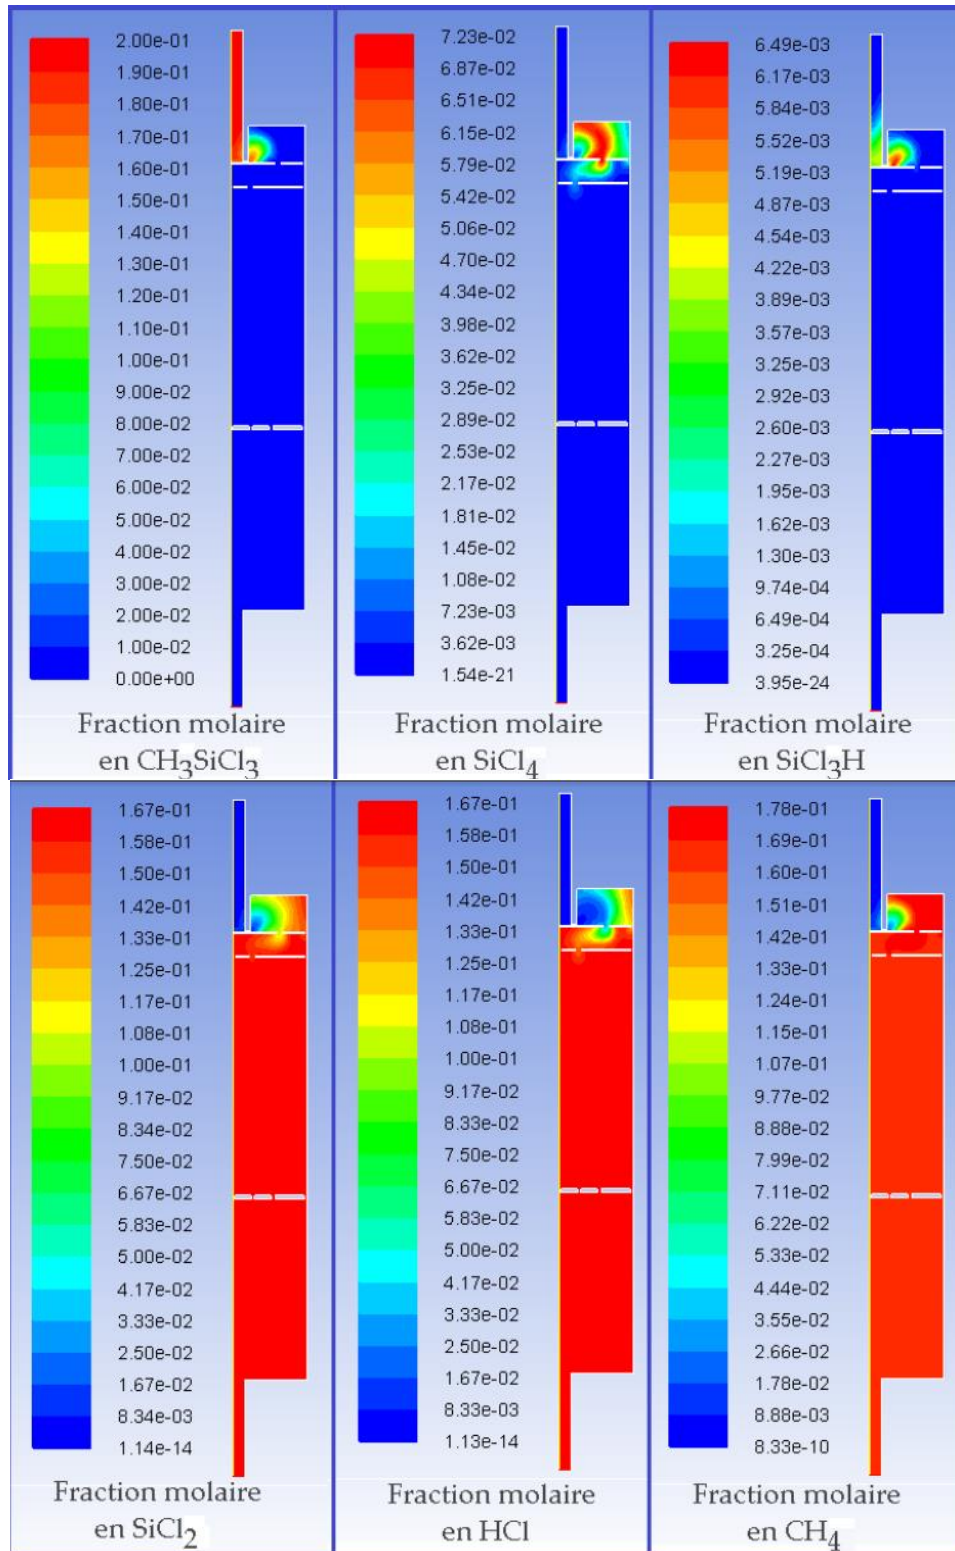 2.00e-01
1.90e-01
1.80e-01
1.70e-01
1.60e-01
1.50e-01
1.40e-01
1.30e-01
1.20e-01
1.10e-01
1.00e-01
9.00e-02
8.00e-02
7.00e-02
6.00e-02
5.00e-02
4.00e-02
3.00e-02
2.00e-02
1.00e-02
0.00e+00
Fraction molaire
en CH3SiCl3
7.23e-02
6.87e-02
6.51e-02
6.15e-02
5.79e-02
5.42e-02
5.06e-02
4.70e-02
4.34e-02
3.98e-02
3.62e-02
3.25e-02
2.89e-02
2.53e-02
2.17e-02
1.81e-02
1.45e-02
1.08e-02
7.23e-03
3.62e-03
1.54e-21
Fraction molaire
en SiCl4
6.49e-03
6.17e-03
5.84e-03
5.52e-03
5.19e-03
4.87e-03
4.54e-03
4.22e-03
3.89e-03
3.57e-03
3.25e-03
2.92e-03
2.60e-03
2.27e-03
1.95e-03
1.62e-03
1.30e-03
9.74e-04
6.49e-04
3.25e-04
3.95e-24
Fraction molaire
en SiCl3H
1.67e-01
1.58e-01
1.50e-01
1.42e-01
1.33e-01
1.25e-01
1.17e-01
1.08e-01
1.00e-01
9.17e-02
8.34e-02
7.50e-02
6.67e-02
5.83e-02
5.00e-02
4.17e-02
3.33e-02
2.50e-02
1.67e-02
8.34e-03
1.14e-14
Fraction molaire
en SiCl2
1.67e-01
1.58e-01
1.50e-01
1.42e-01
1.33e-01
1.25e-01
1.17e-01
1.08e-01
1.00e-01
9.17e-02
8.33e-02
7.50e-02
6.67e-02
5.83e-02
5.00e-02
4.17e-02
3.33e-02
2.50e-02
1.67e-02
8.33e-03
1.13e-14
Fraction molaire
en HCl
1.78e-01
1.69e-01
1.60e-01
1.51e-01
1.42e-01
1.33e-01
1.24e-01
1.15e-01
1.07e-01
9.77e-02
8.88e-02
7.99e-02
7.11e-02
6.22e-02
5.33e-02
4.44e-02
3.55e-02
2.66e-02
1.78e-02
8.88e-03
8.33e-10
Fraction molaire
en CH4